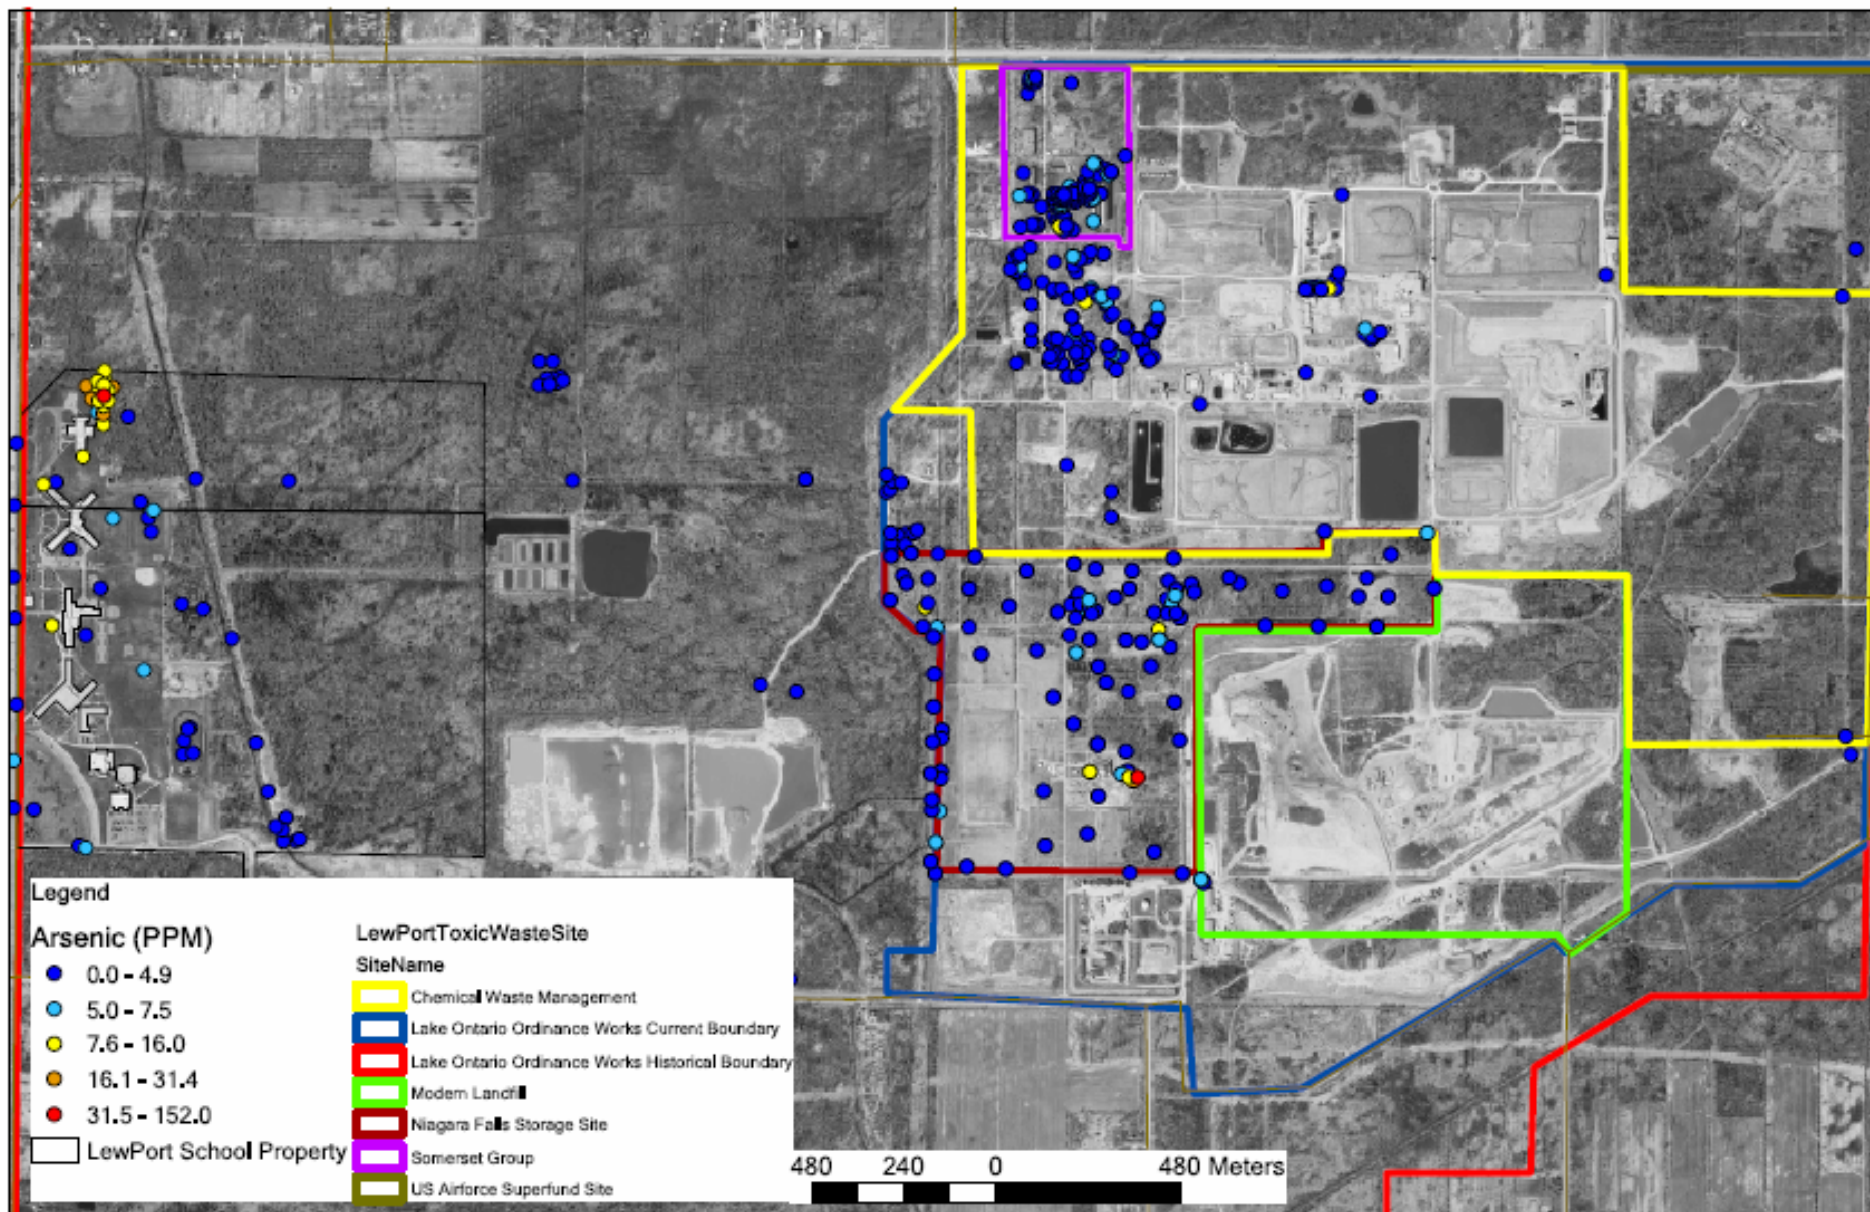 Legend
Arsenic (PPM)
0.0 - 4.9
5.0 - 7.5
7.6 - 16.0
16.1 - 31.4
31.5 - 152.0
LewPort School Property
LewPortToxicWasteSite
SiteName
Chemical Waste Management
Lake Ontario Ordinance Works Current Boundary
Lake Ontario Ordinance Works Historical Boundary
Modern Landfill
Niagara Falls Storage Site
Somerset Group
US Airforce Superfund Site
480 240 0 480 Meters